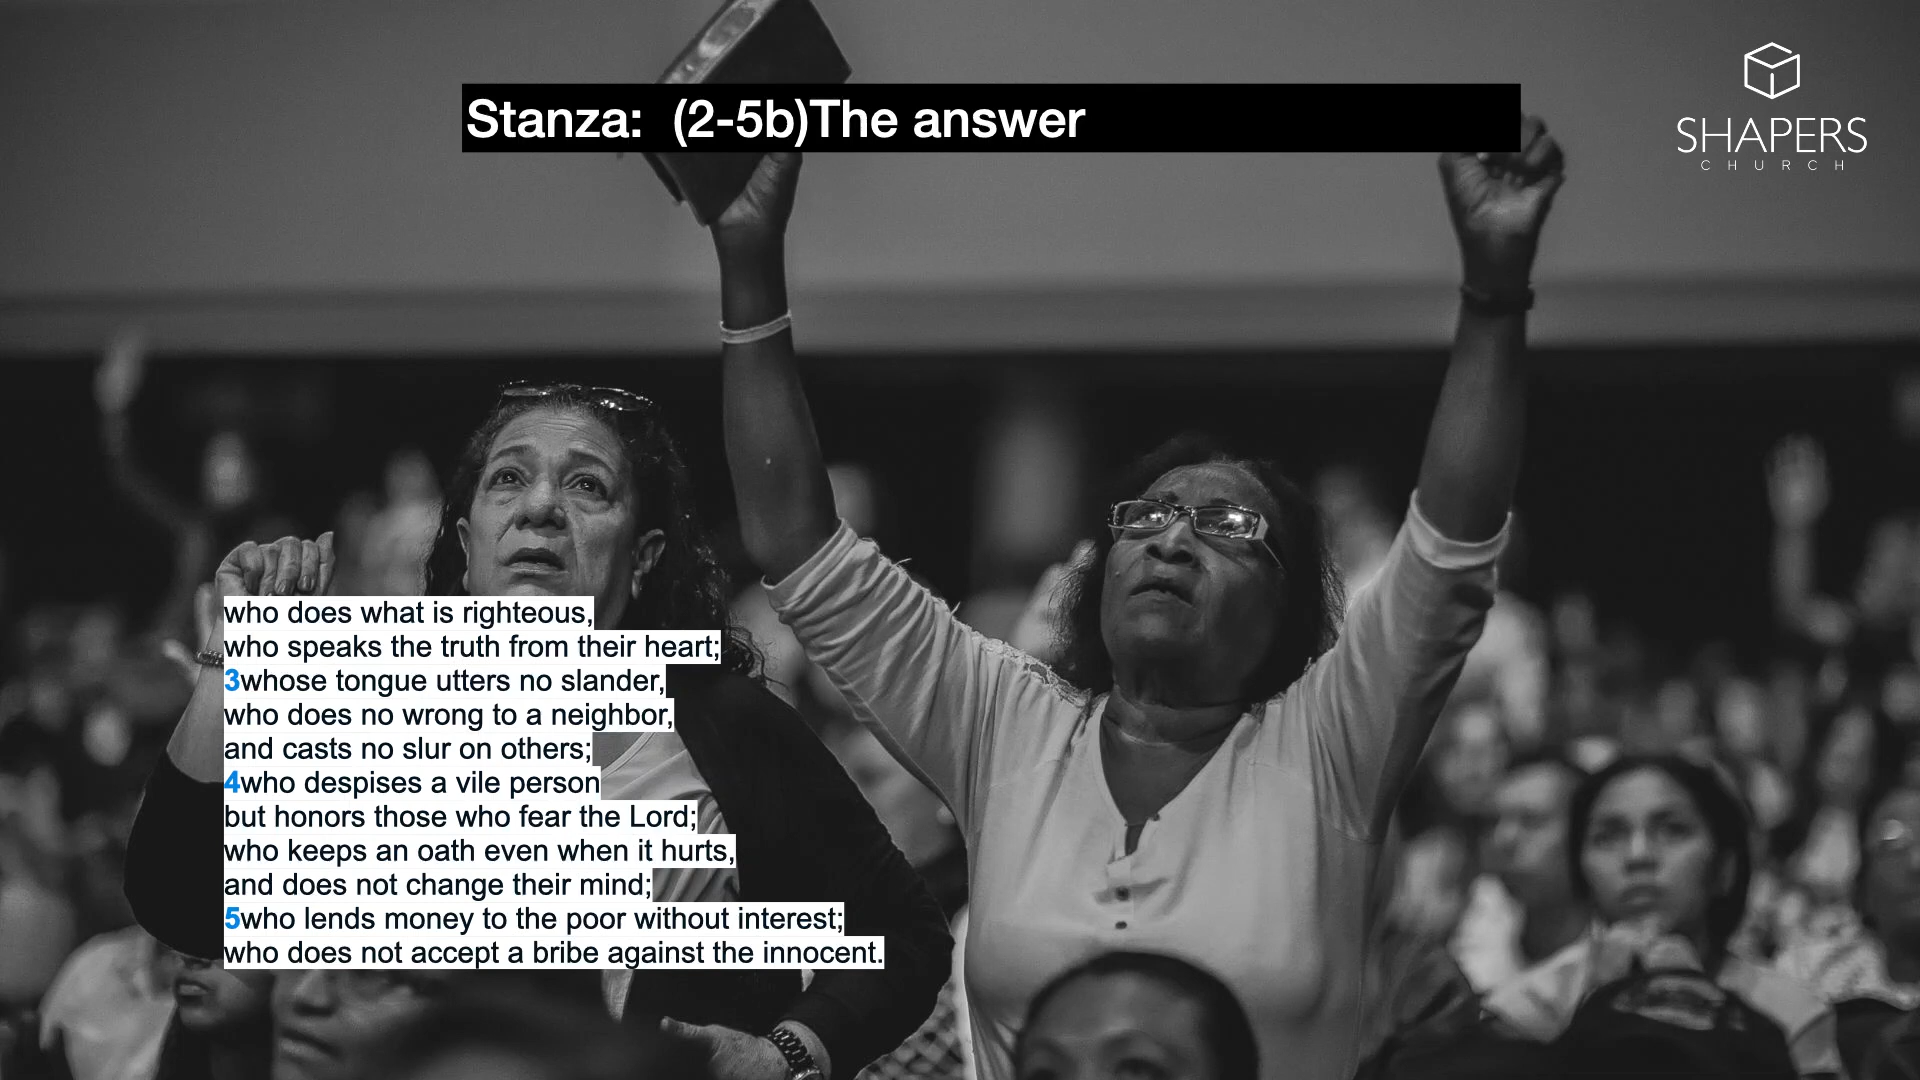 Stanza:  (2-5b)The answer
SHAPERS
CHURCH
who does what is righteous,
who speaks the truth from their heart;
3whose tongue utters no slander,
who does no wrong to a neighbor,
and casts no slur on others;
4who despises a vile person
but honors those who fear the Lord;
who keeps an oath even when it hurts,
and does not change their mind;
5who lends money to the poor without interest;
who does not accept a bribe against the innocent.